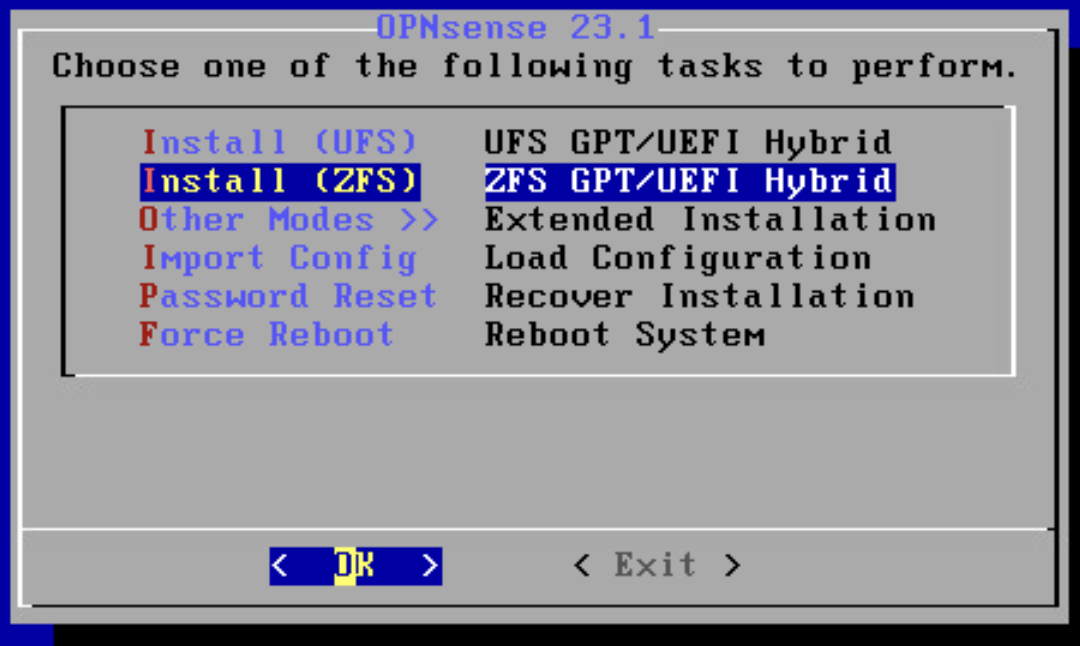 OPNsense 23.1
Choose one of the following tasks to perform.
Install (UFS) UFS GPT/UEFI Hybrid
Install (ZFS) ZFS GPT/UEFI Hybrid
Other Modes >> Extended Installation
Import Config Load Configuration
Password Reset Recover Installation
Force Reboot Reboot System
< OK > < Exit >